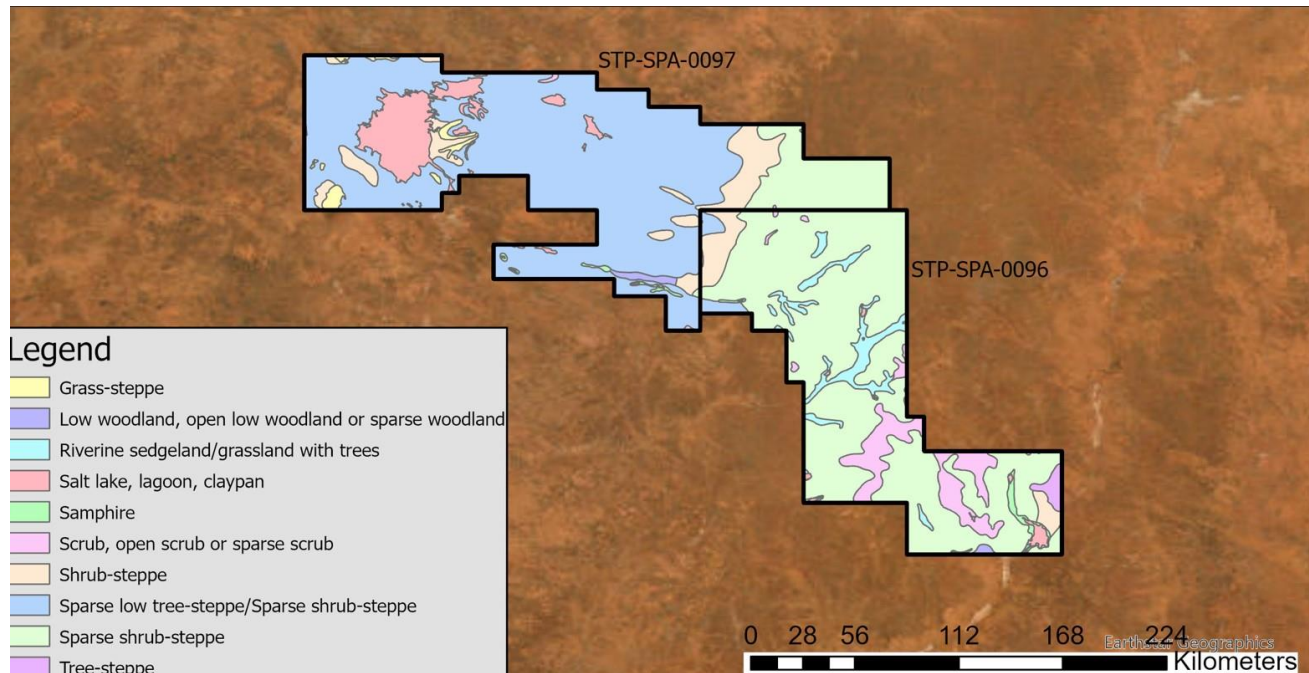 STP-SPA-0097
STP-SPA-0096
Legend
Grass-steppe
Low woodland, open low woodland or sparse woodland
Riverine sedgeland/grassland with trees
Salt lake, lagoon, claypan
Samphire
Scrub, open scrub or sparse scrub
Shrub-steppe
Sparse low tree-steppe/Sparse shrub-steppe
Sparse shrub-steppe
Tree-steppe
0 28 56 112 168 224
Earthstar Geographics
Kilometers